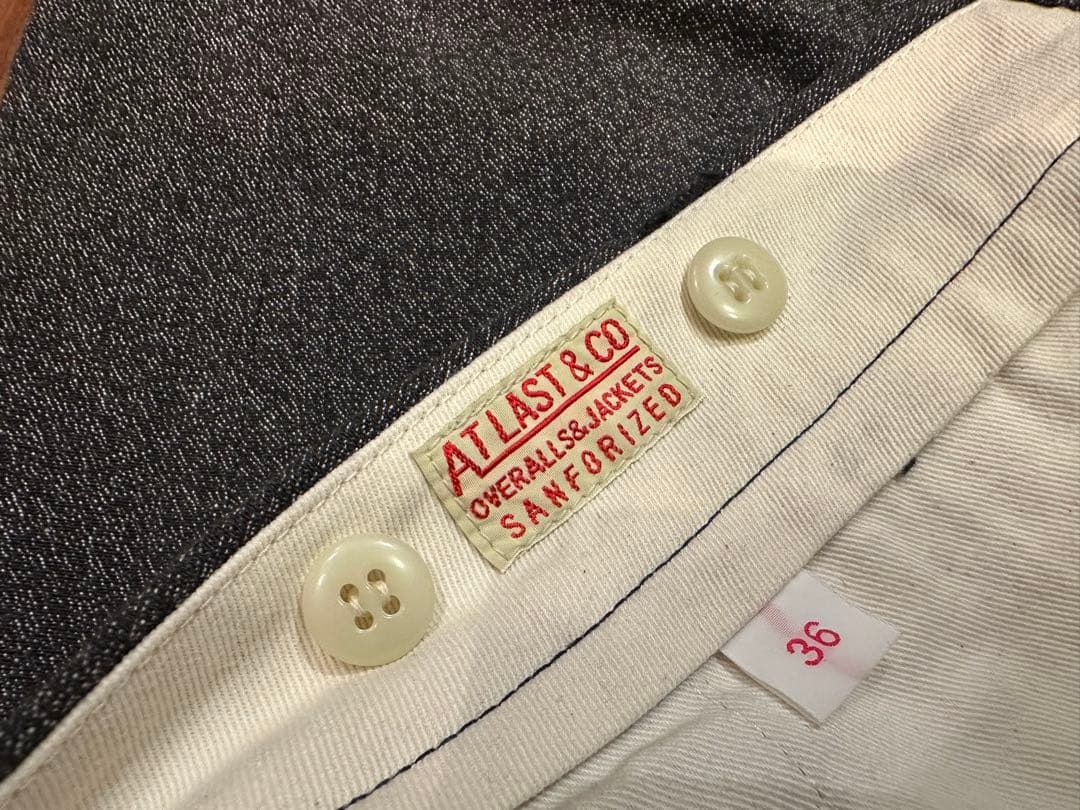 AT LAST & CO
OVERALLS&JACKETS
SANFORIZED
36